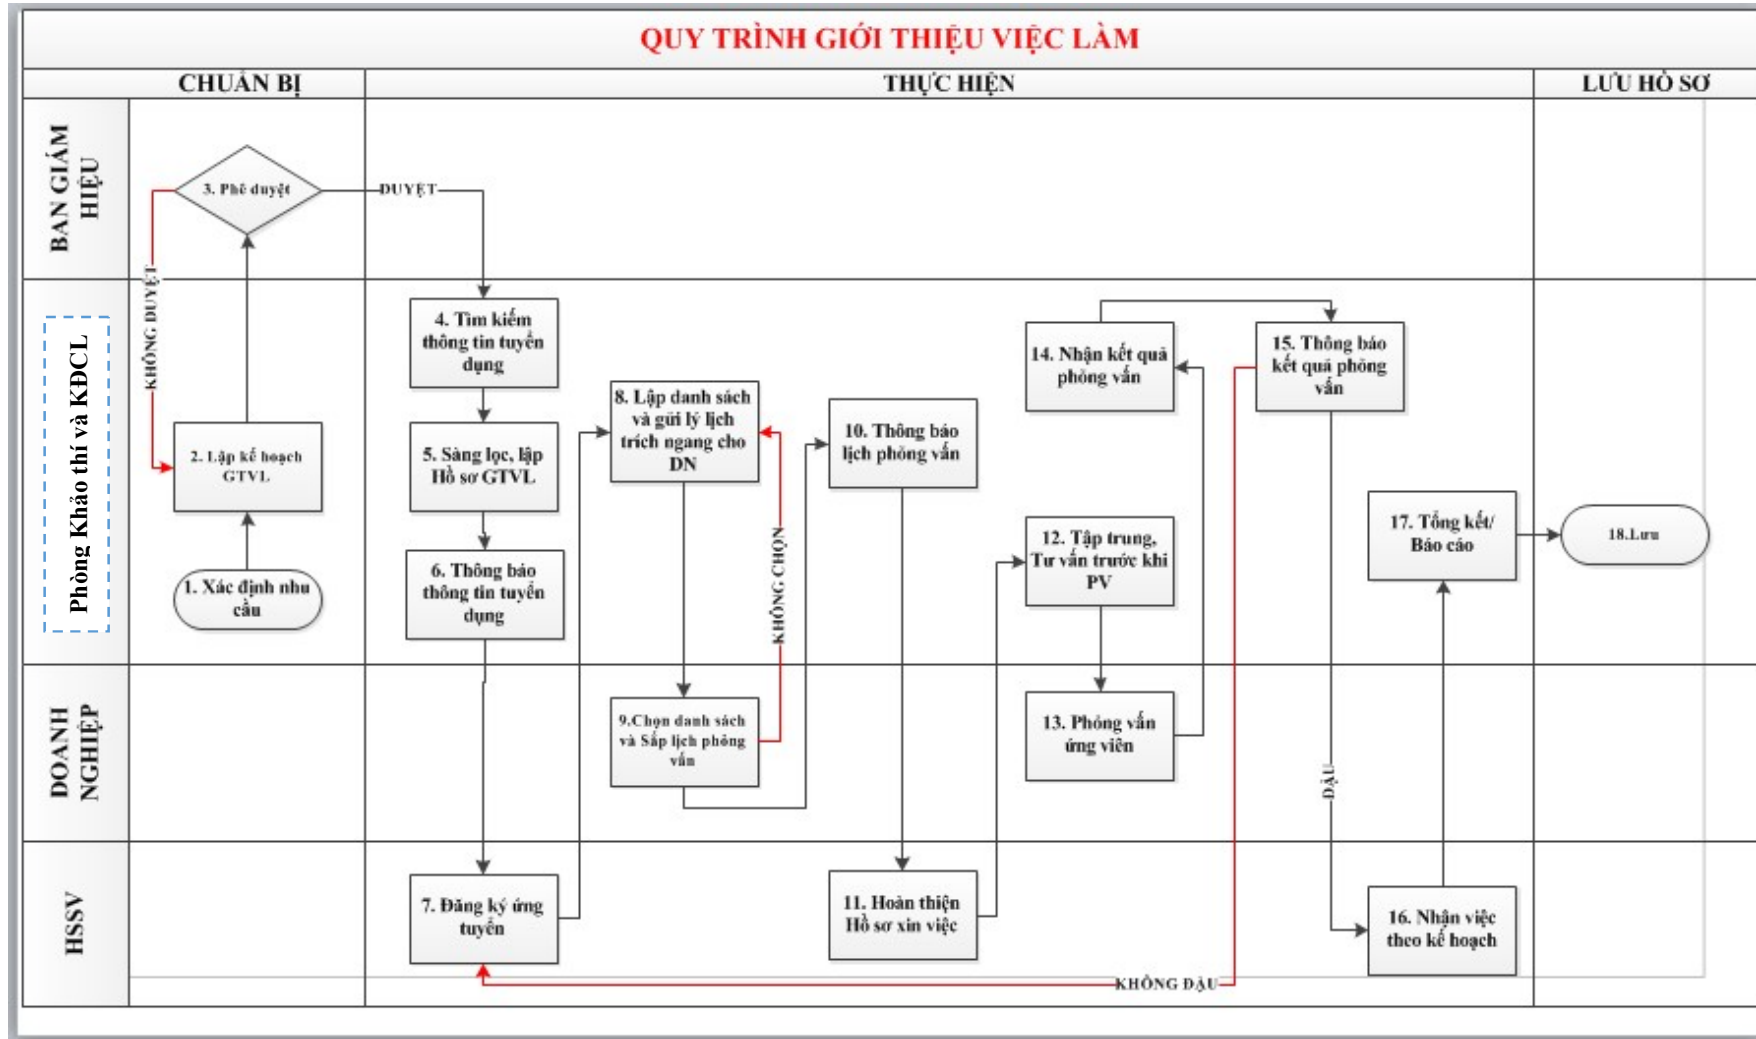 QUY TRÌNH GIỚI THIỆU VIỆC LÀM
CHUẨN BỊ
THỰC HIỆN
LƯU HỒ SƠ
BAN GIÁM
HIỆU
3. Phê duyệt
DUYỆT
KHÔNG DUYỆT
Phòng Khảo thí và KĐCL
1. Xác định nhu
cầu
2. Lập kế hoạch
GTVL
4. Tìm kiếm
thông tin tuyển
dụng
5. Sàng lọc, lập
Hồ sơ GTVL
6. Thông báo
thông tin tuyển
dụng
8. Lập danh sách
và gửi lý lịch
trích ngang cho
DN
KHÔNG CHỌN
10. Thông báo
lịch phỏng vấn
12. Tập trung,
Tư vấn trước khi
PV
14. Nhận kết quả
phỏng vấn
15. Thông báo
kết quả phỏng
vấn
17. Tổng kết/
Báo cáo
18.Lưu
DOANH
NGHIỆP
9.Chọn danh sách
và Sắp lịch phỏng
vấn
13. Phỏng vấn
ứng viên
ĐẬU
HSSV
7. Đăng ký ứng
tuyển
11. Hoàn thiện
Hồ sơ xin việc
16. Nhận việc
theo kế hoạch
KHÔNG ĐẬU